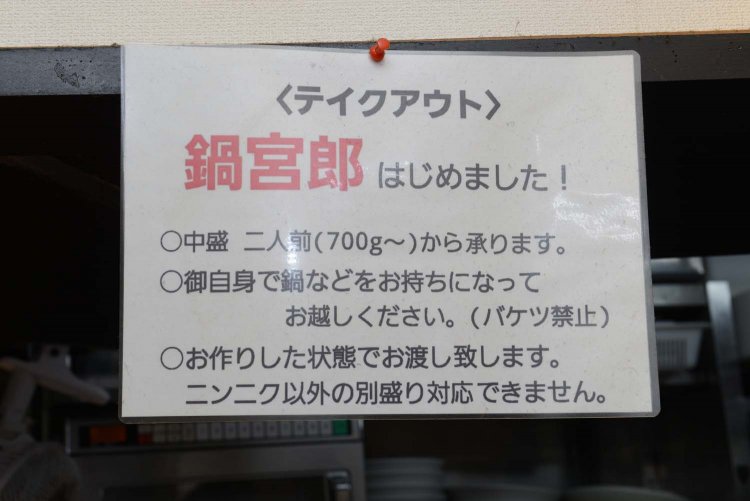 〈テイクアウト〉
鍋宮郎 はじめました！
○中盛 二人前(700g～)から承ります。
○御自身で鍋などをお持ちになって
お越しください。(バケツ禁止)
○お作りした状態でお渡し致します。
ニンニク以外の別盛り対応できません。